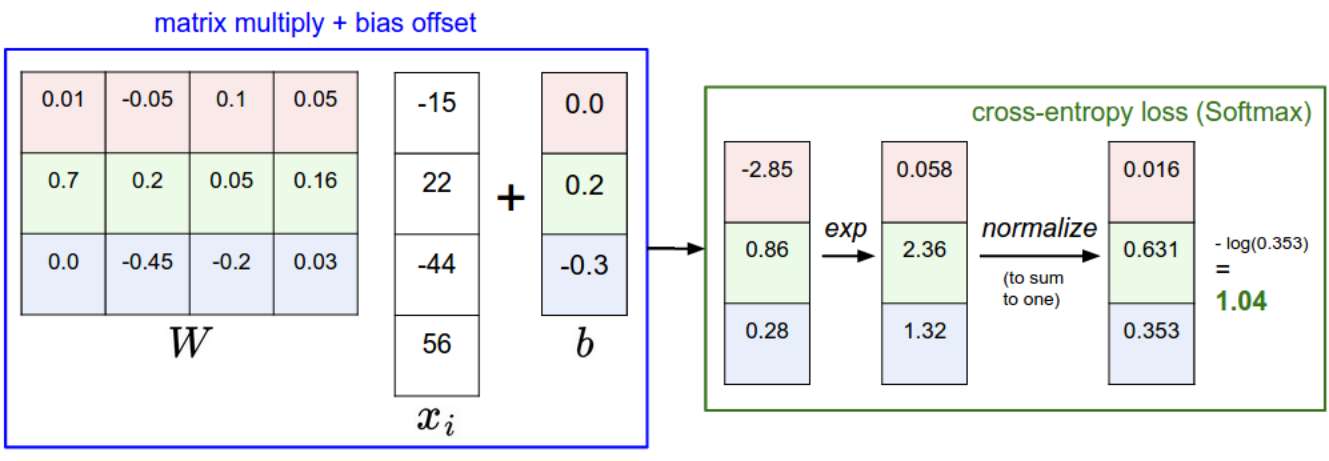 matrix multiply + bias offset
0.01 -0.05 0.1 0.05
0.7 0.2 0.05 0.16
0.0 -0.45 -0.2 0.03
W
-15
22
-44
56
x_i
+
0.0
0.2
-0.3
b
cross-entropy loss (Softmax)
-2.85
0.86
0.28
exp
0.058
2.36
1.32
normalize
(to sum
to one)
0.016
0.631
0.353
- log(0.353)
=
1.04